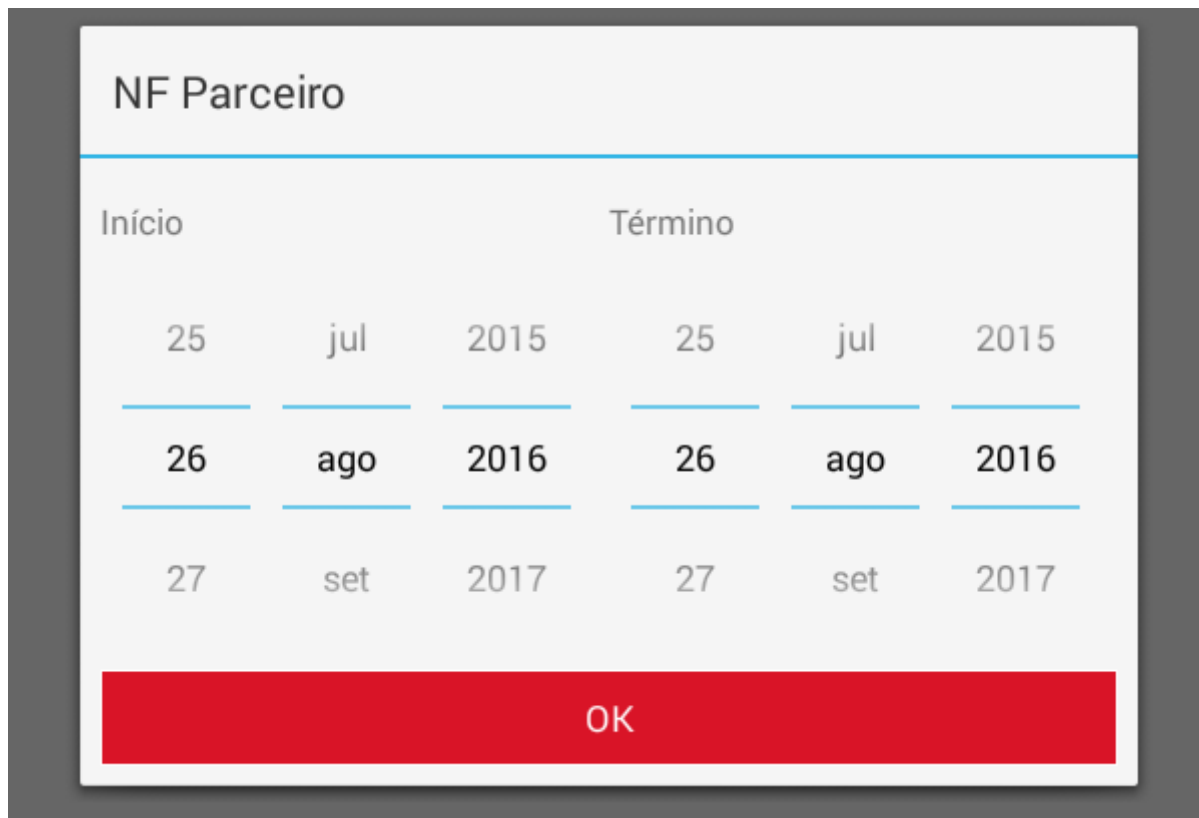 NF Parceiro
Início Término
25 jul 2015 25 jul 2015
26 ago 2016 26 ago 2016
27 set 2017 27 set 2017
OK